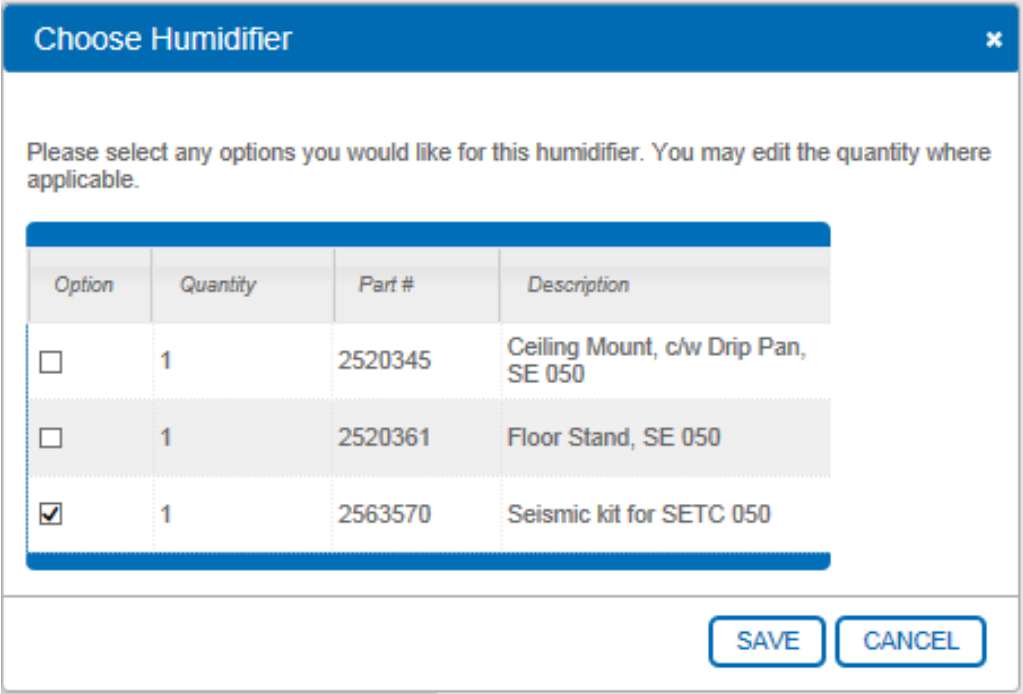 Choose Humidifier
Please select any options you would like for this humidifier. You may edit the quantity where
applicable.
Option Quantity Part # Description
1 2520345 Ceiling Mount, c/w Drip Pan,
SE 050
1 2520361 Floor Stand, SE 050
1 2563570 Seismic kit for SETC 050
SAVE CANCEL